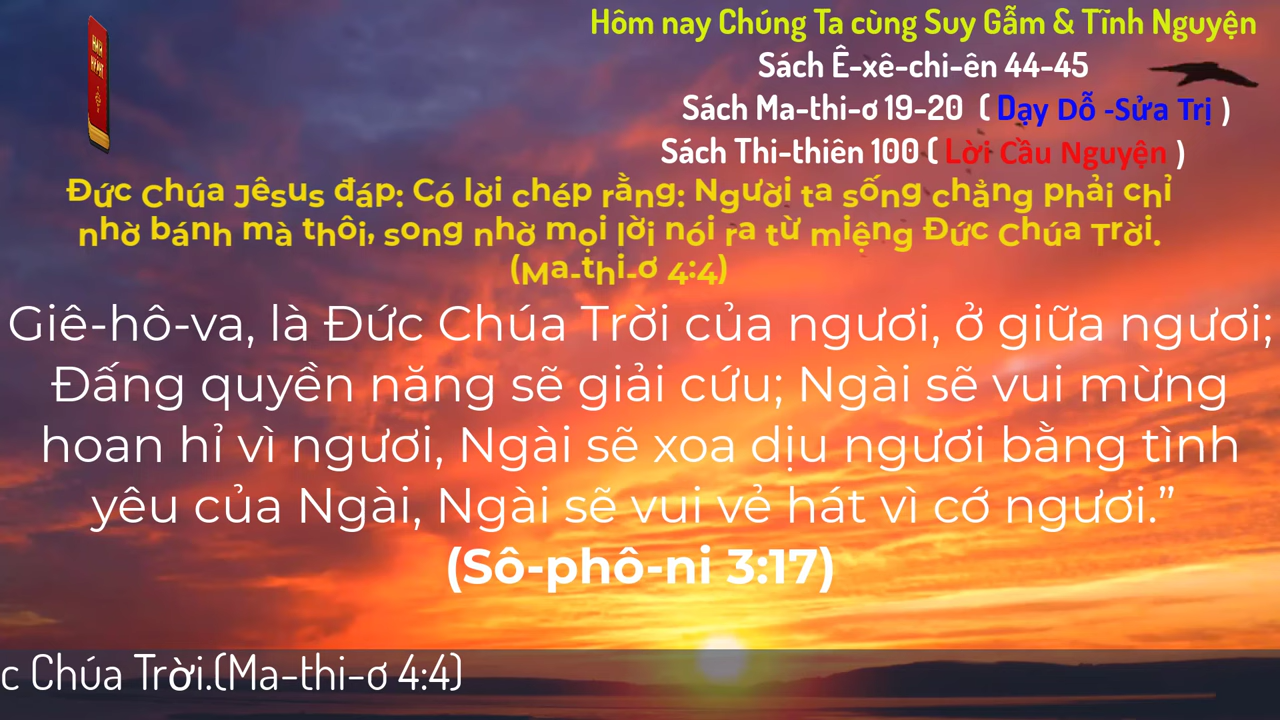 Hôm nay Chúng Ta cùng Suy Gẫm & Tĩnh Nguyện
Sách Ê-xê-chi-ên 44-45
Sách Ma-thi-ơ 19-20 ( Dạy Dỗ -Sửa Trị )
Sách Thi-thiên 100 ( Lời Cầu Nguyện )
Đức Chúa Jêsus đáp: Có lời chép rằng: Người ta sống chẳng phải chỉ
nhờ bánh mà thôi, song nhờ mọi lời nói ra từ miệng Đức Chúa Trời.
(Ma-thi-ơ 4:4)
Giê-hô-va, là Đức Chúa Trời của ngươi, ở giữa ngươi;
Đấng quyền năng sẽ giải cứu; Ngài sẽ vui mừng
hoan hỉ vì ngươi, Ngài sẽ xoa dịu ngươi bằng tình
yêu của Ngài, Ngài sẽ vui vẻ hát vì cớ ngươi.”
(Sô-phô-ni 3:17)
c Chúa Trời.(Ma-thi-ơ 4:4)